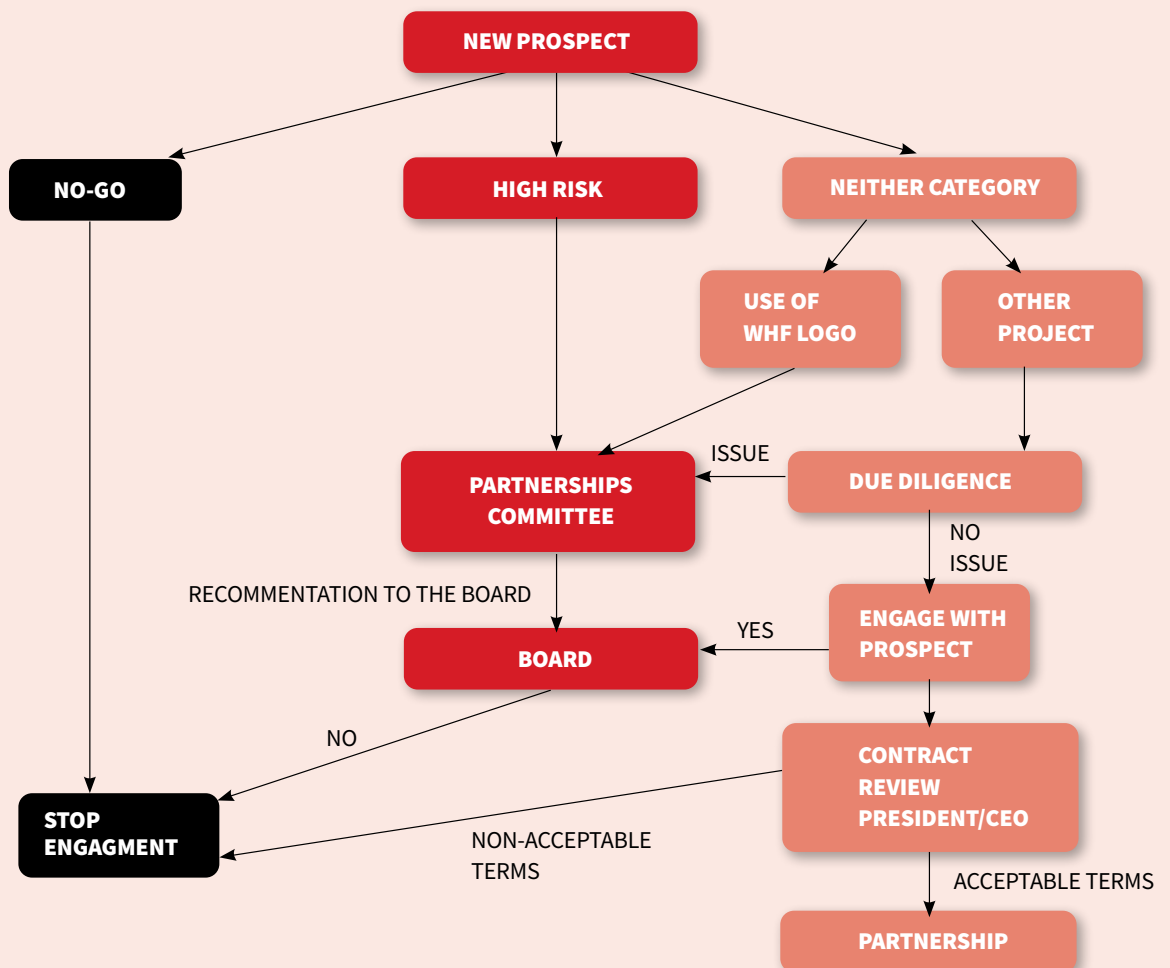 NEW PROSPECT
NO-GO
HIGH RISK
NEITHER CATEGORY
USE OF
WHF LOGO
OTHER
PROJECT
ISSUE
PARTNERSHIPS
COMMITTEE
DUE DILIGENCE
NO
ISSUE
RECOMMENTATION TO THE BOARD
ENGAGE WITH
PROSPECT
YES
BOARD
NO
CONTRACT
REVIEW
PRESIDENT/CEO
STOP
ENGAGMENT
NON-ACCEPTABLE
TERMS
ACCEPTABLE TERMS
PARTNERSHIP